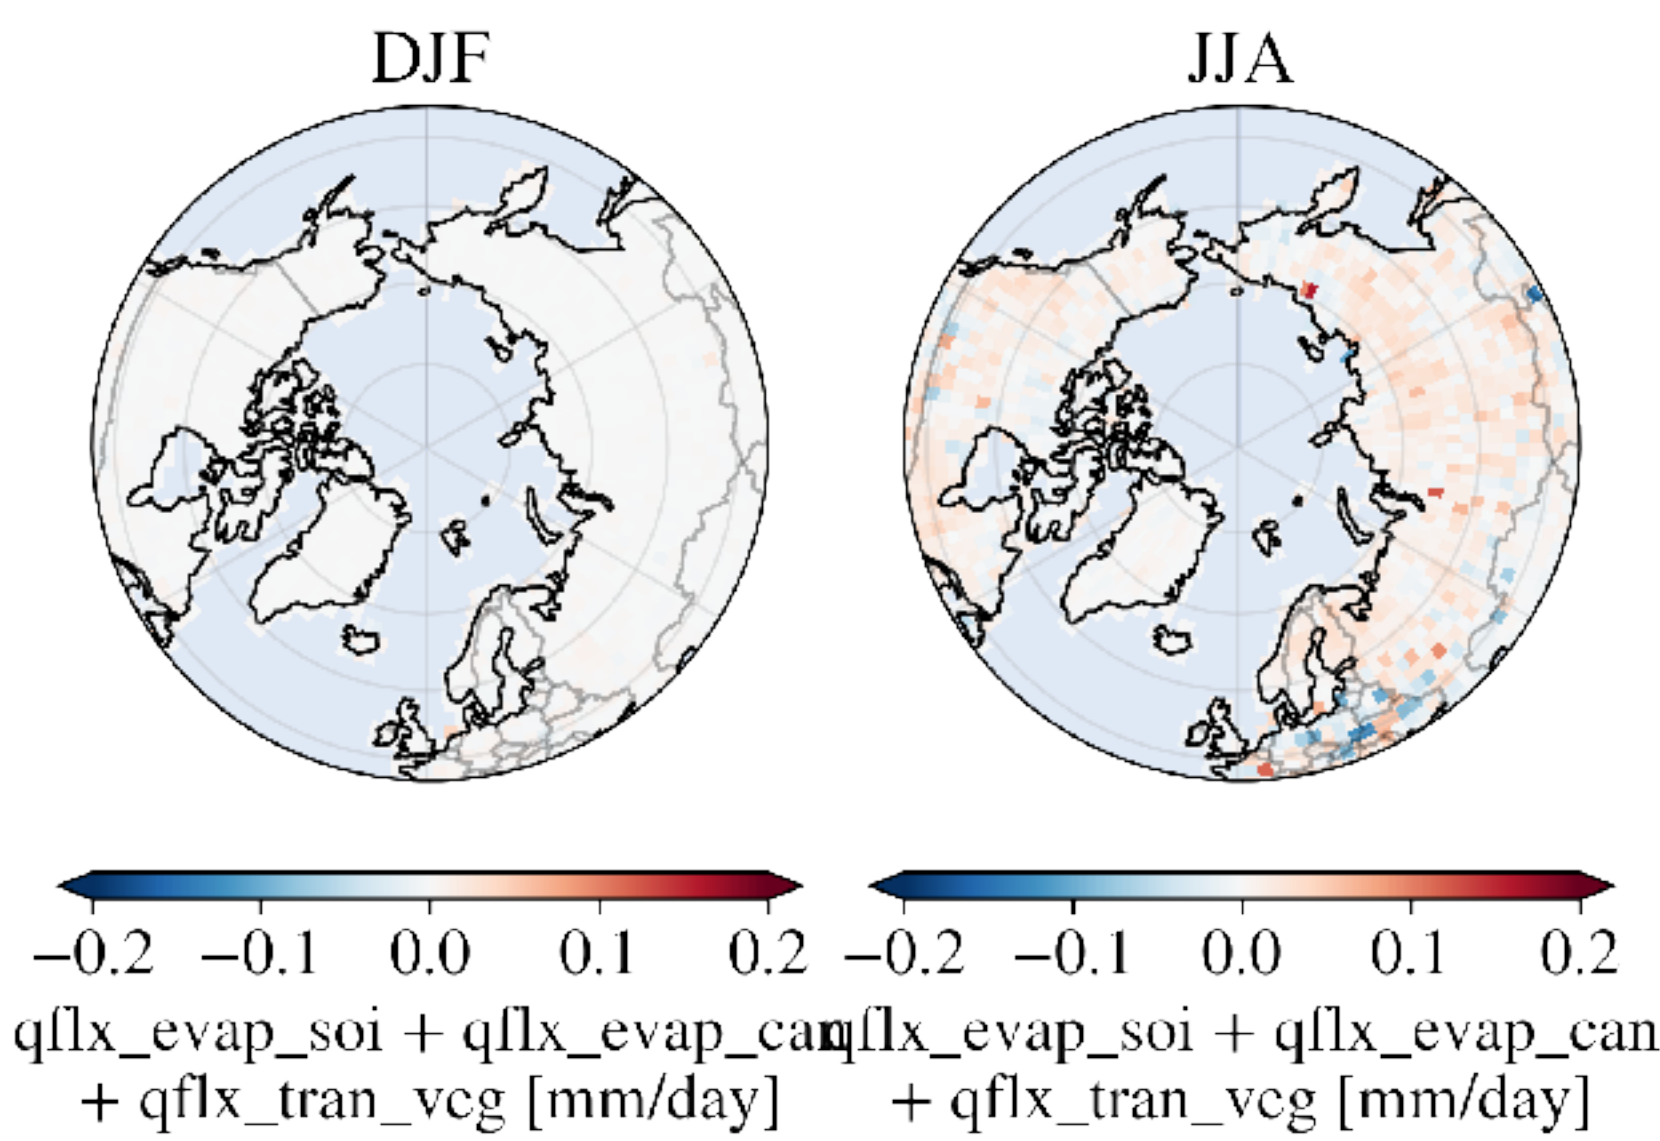 DJF
JJA
−0.2 −0.1 0.0 0.1 0.2
−0.2 −0.1 0.0 0.1 0.2
qflx_evap_soi + qflx_evap_can
+ qflx_tran_veg [mm/day]
qflx_evap_soi + qflx_evap_can
+ qflx_tran_veg [mm/day]